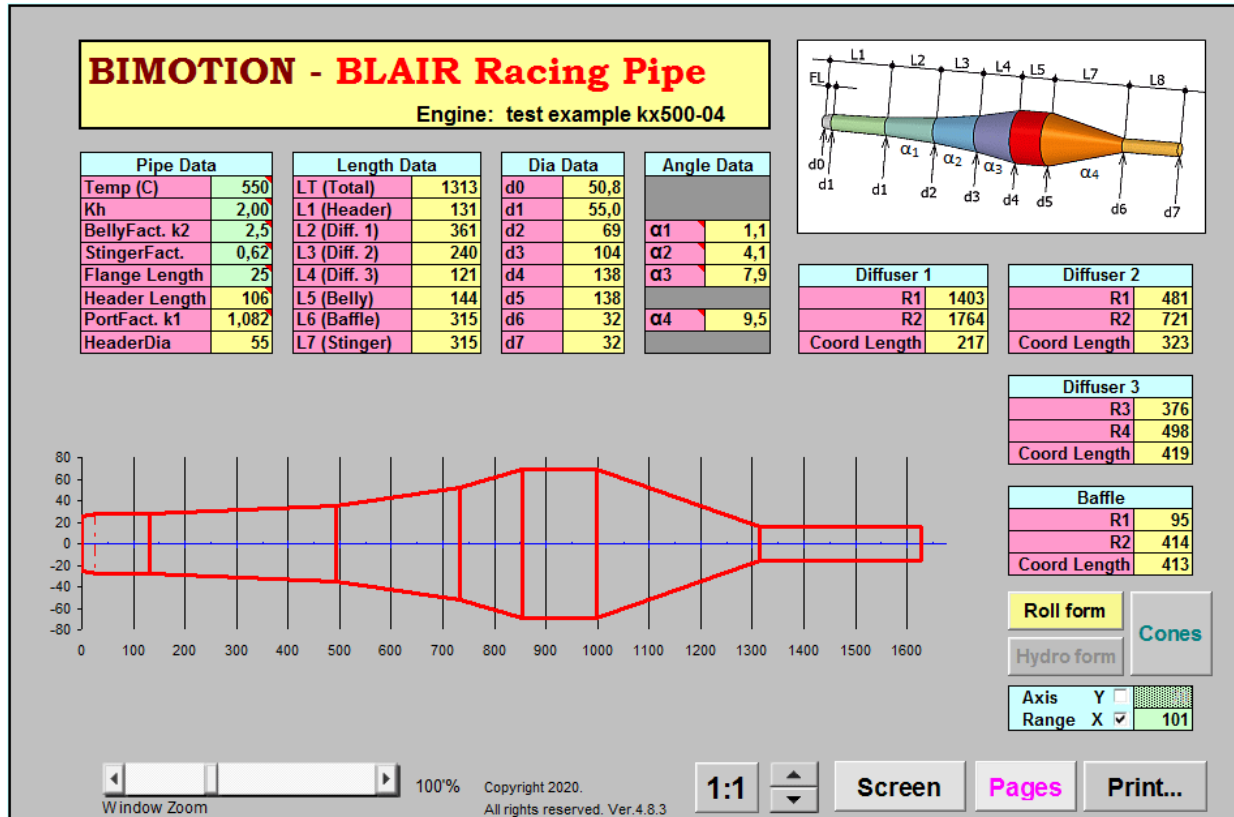 BIMOTION - BLAIR Racing Pipe
Engine: test example kx500-04
L1 L2 L3 L4 L5 L7 L8
FL
d0 d1 d1 α1 d2 α2 d3 α3 d4 d5 α4 d6 d7
Pipe Data
Temp (C) 550
Kh 2,00
BellyFact. k2 2,5
StingerFact. 0,62
Flange Length 25
Header Length 106
PortFact. k1 1,082
HeaderDia 55
Length Data
LT (Total) 1313
L1 (Header) 131
L2 (Diff. 1) 361
L3 (Diff. 2) 240
L4 (Diff. 3) 121
L5 (Belly) 144
L6 (Baffle) 315
L7 (Stinger) 315
Dia Data
d0 50,8
d1 55,0
d2 69
d3 104
d4 138
d5 138
d6 32
d7 32
Angle Data
α1 1,1
α2 4,1
α3 7,9
α4 9,5
Diffuser 1
R1 1403
R2 1764
Coord Length 217
Diffuser 2
R1 481
R2 721
Coord Length 323
Diffuser 3
R3 376
R4 498
Coord Length 419
Baffle
R1 95
R2 414
Coord Length 413
80
60
40
20
0
-20
-40
-60
-80
0 100 200 300 400 500 600 700 800 900 1000 1100 1200 1300 1400 1500 1600
Roll form
Hydro form
Cones
Axis Y
Range X 101
100'%
Window Zoom
Copyright 2020.
All rights reserved. Ver.4.8.3
1:1
Screen
Pages
Print...